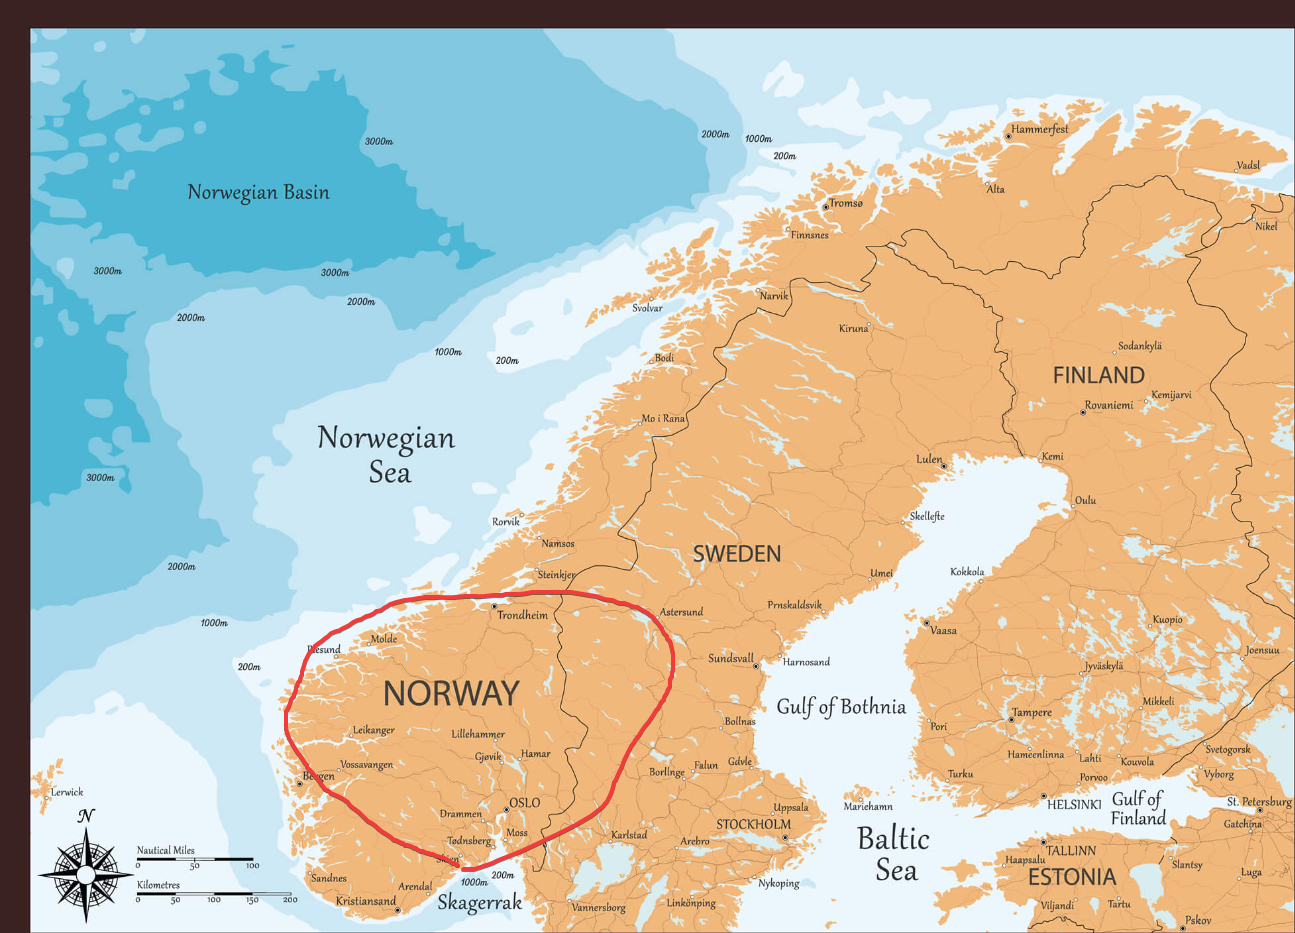 Hammerfest
3000m
2000m
1000m
200m
Vadsl
Norwegian Basin
Alta
Tromsø
Finnsnes
Nikel
3000m
3000m
2000m
2000m
Svolvar
Narvik
Kiruna
1000m
200m
Bodi
Sodankylä
FINLAND
Kemijarvi
Rovaniemi
Mo i Rana
Norwegian
Sea
Lulen
Kemi
3000m
Oulu
Rorvik
Skellefte
Namsos
SWEDEN
2000m
Steinkjer
Umei
Kokkola
Prnskaldsvik
Astersund
Trondheim
1000m
Vaasa
Kuopio
Molde
Plesund
200m
Sundsvall
Harnosand
Joensuu
Jyväskylä
NORWAY
Gulf of Bothnia
Mikkeli
Tampere
Leikanger
Lillehammer
Bollnas
Pori
Gjøvik
Hamar
Hameenlinna
Lahti
Kouvola
Svetogorsk
Vossavangen
Borllnge
Falun
Gdvle
Turku
Porvoo
Vyborg
Bergen
Lerwick
OSLO
Mariehamn
HELSINKI
Gulf of
Finland
St. Petersburg
Drammen
Uppsala
STOCKHOLM
Gatchina
N
Moss
Tødnsberg
Karlstad
Arebro
Baltic
Sea
TALLINN
Haapsalu
Slantsy
Nautical Miles
0 50 100
Skien
ESTONIA
Luga
Kilometres
0 50 100 150 200
Sandnes
Arendal
1000m
200m
Nykoping
Kristiansand
Skagerrak
Vannersborg
Linköping
Viljandi
Tartu
Pskov